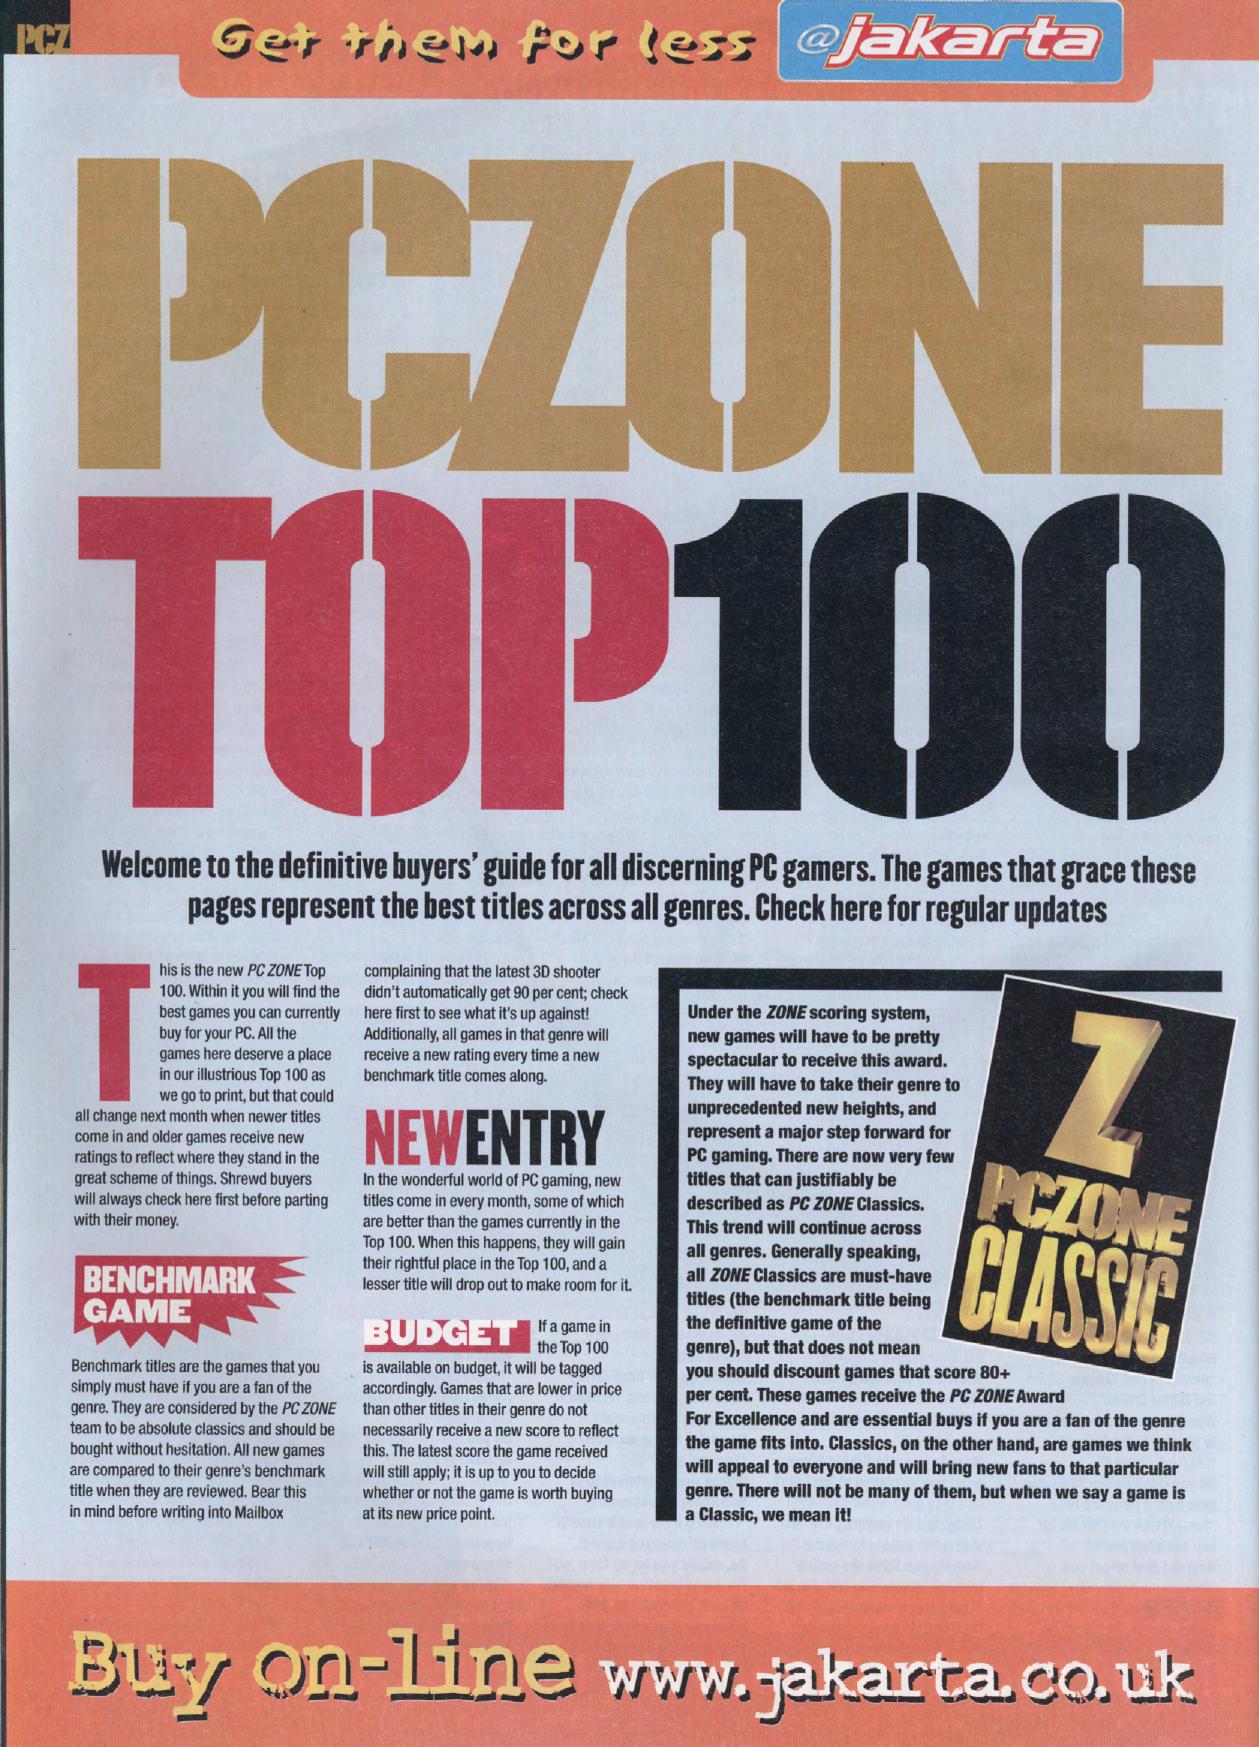 PCZ
Get them for less
@jakarta
PCZONE
TOP100
Welcome to the definitive buyers' guide for all discerning PC gamers. The games that grace these
pages represent the best titles across all genres. Check here for regular updates
This is the new PC ZONE Top
100. Within it you will find the
best games you can currently
buy for your PC. All the
games here deserve a place
in our illustrious Top 100 as
we go to print, but that could
all change next month when newer titles
come in and older games receive new
ratings to reflect where they stand in the
great scheme of things. Shrewd buyers
will always check here first before parting
with their money.
BENCHMARK
GAME
Benchmark titles are the games that you
simply must have if you are a fan of the
genre. They are considered by the PC ZONE
team to be absolute classics and should be
bought without hesitation. All new games
are compared to their genre's benchmark
title when they are reviewed. Bear this
in mind before writing into Mailbox
complaining that the latest 3D shooter
didn't automatically get 90 per cent; check
here first to see what it's up against!
Additionally, all games in that genre will
receive a new rating every time a new
benchmark title comes along.
NEWENTRY
In the wonderful world of PC gaming, new
titles come in every month, some of which
are better than the games currently in the
Top 100. When this happens, they will gain
their rightful place in the Top 100, and a
lesser title will drop out to make room for it.
BUDGET If a game in
the Top 100
is available on budget, it will be tagged
accordingly. Games that are lower in price
than other titles in their genre do not
necessarily receive a new score to reflect
this. The latest score the game received
will still apply; it is up to you to decide
whether or not the game is worth buying
at its new price point.
Under the ZONE scoring system,
new games will have to be pretty
spectacular to receive this award.
They will have to take their genre to
unprecedented new heights, and
represent a major step forward for
PC gaming. There are now very few
titles that can justifiably be
described as PC ZONE Classics.
This trend will continue across
all genres. Generally speaking,
all ZONE Classics are must-have
titles (the benchmark title being
the definitive game of the
genre), but that does not mean
you should discount games that score 80+
per cent. These games receive the PC ZONE Award
For Excellence and are essential buys if you are a fan of the genre
the game fits into. Classics, on the other hand, are games we think
will appeal to everyone and will bring new fans to that particular
genre. There will not be many of them, but when we say a game is
a Classic, we mean it!
Z
PCZONE
CLASSIC
Buy on-line www.jakarta.co.uk